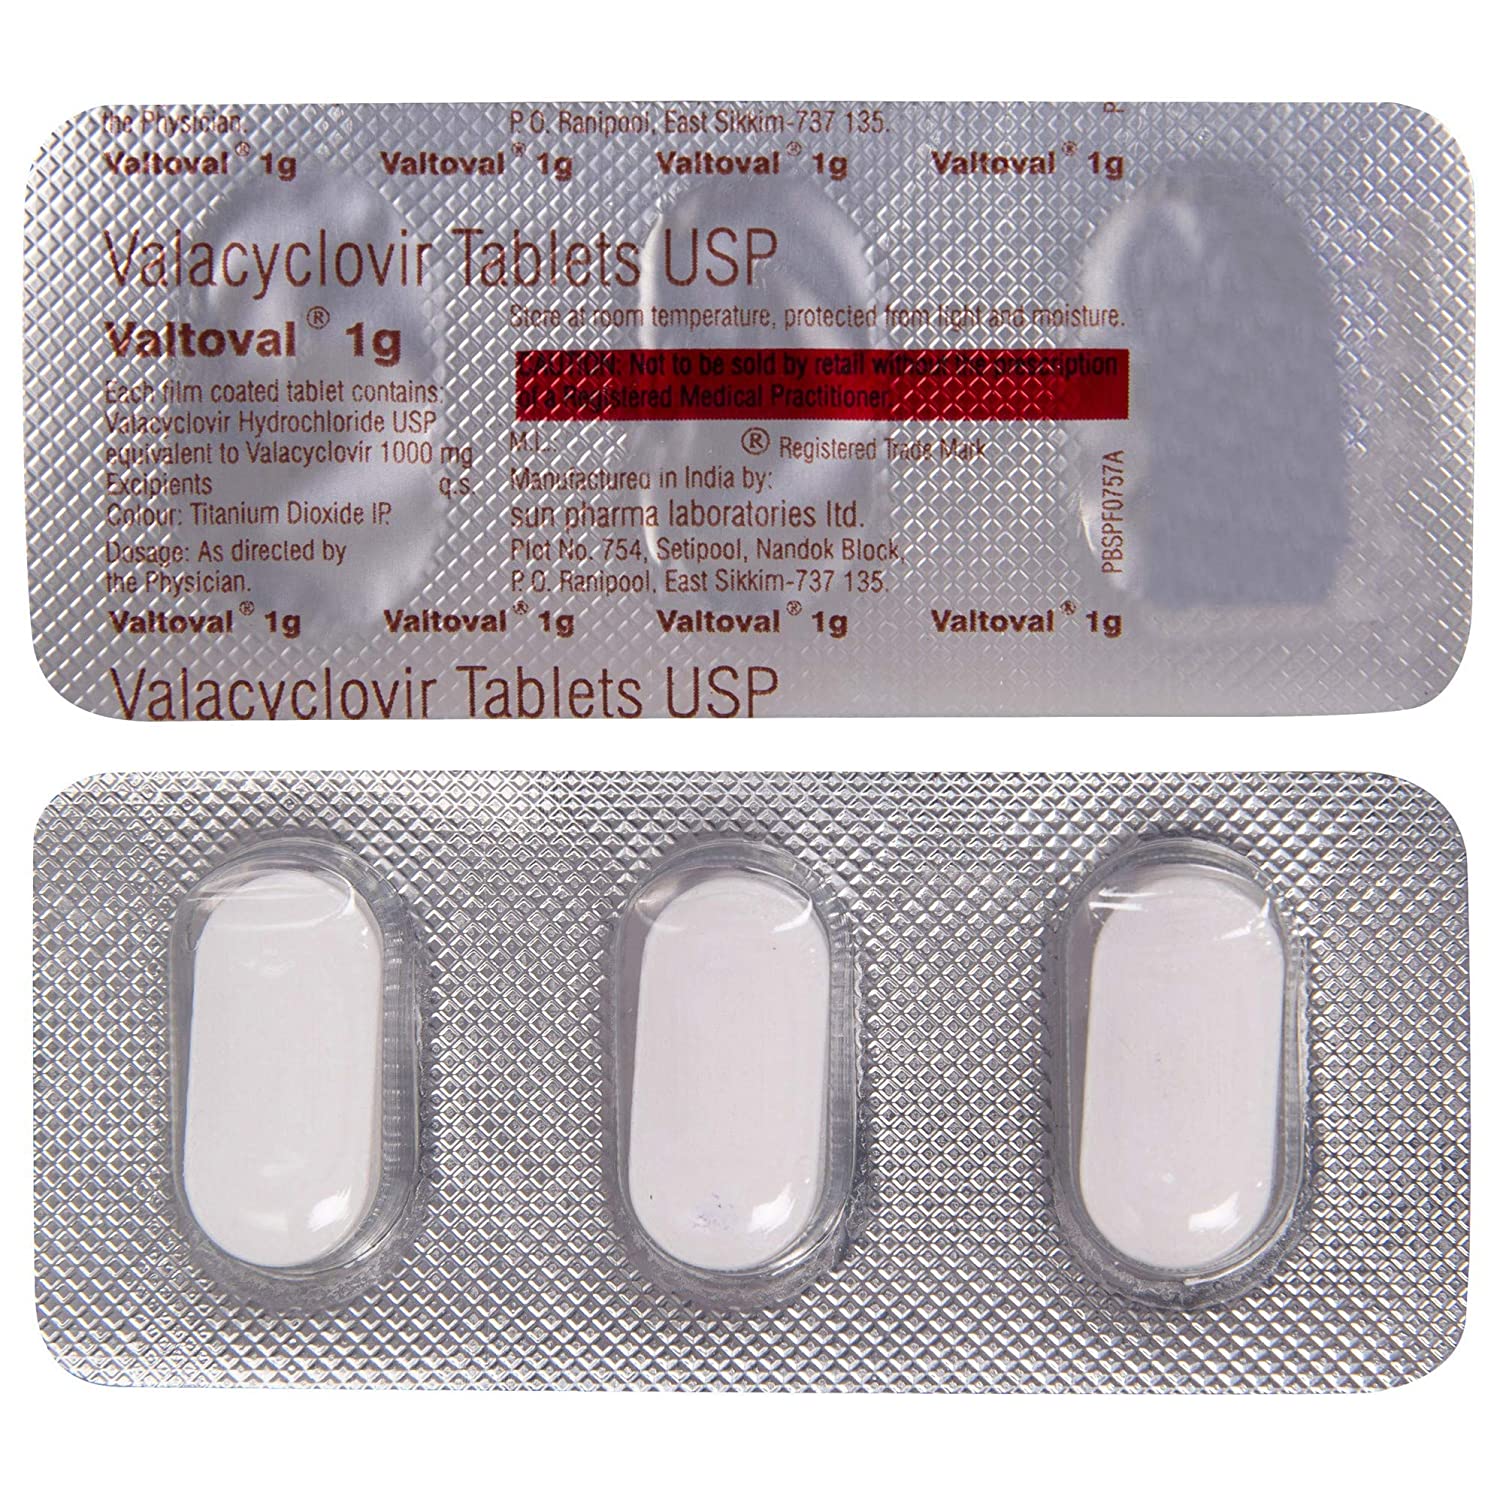 the Physician.
P.O. Ranipool, East Sikkim-737 135.
Valtoval® 1g Valtoval® 1g Valtoval® 1g Valtoval® 1g
Valacyclovir Tablets USP
Valtoval® 1g
Each film coated tablet contains:
Valacyclovir Hydrochloride USP
equivalent to Valacyclovir 1000 mg
Excipients q.s.
Colour: Titanium Dioxide IP.
Dosage: As directed by
the Physician.
Store at room temperature, protected from light and moisture.
CAUTION: Not to be sold by retail without the prescription
of a Registered Medical Practitioner.
M.L.:
® Registered Trade Mark
Manufactured in India by:
sun pharma laboratories ltd.
Plot No. 754, Setipool, Nandok Block,
P.O. Ranipool, East Sikkim-737 135.
PBSPF0757A
Valtoval® 1g Valtoval® 1g Valtoval® 1g Valtoval® 1g
Valacyclovir Tablets USP